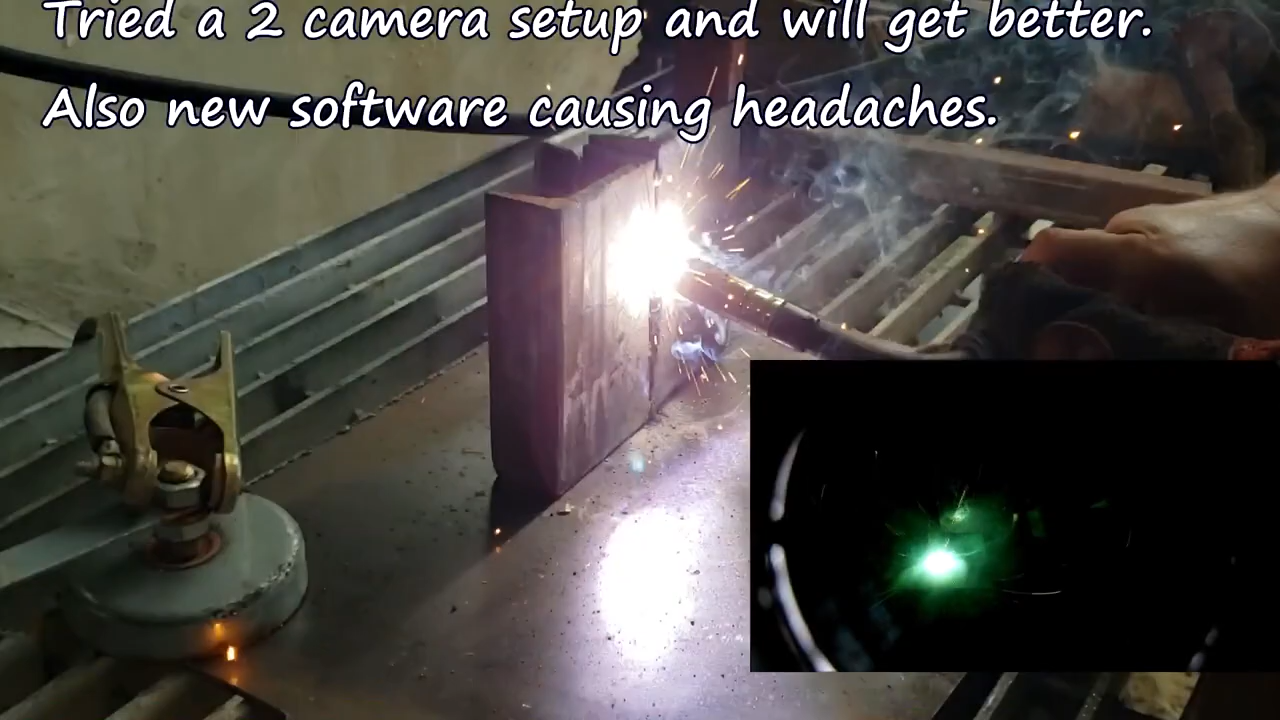 Tried a 2 camera setup and will get better.
Also new software causing headaches.